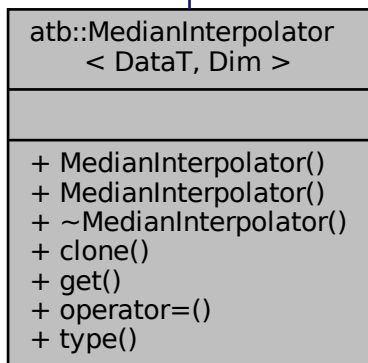 atb::MedianInterpolator
< DataT, Dim >
+ MedianInterpolator()
+ MedianInterpolator()
+ ~MedianInterpolator()
+ clone()
+ get()
+ operator=()
+ type()